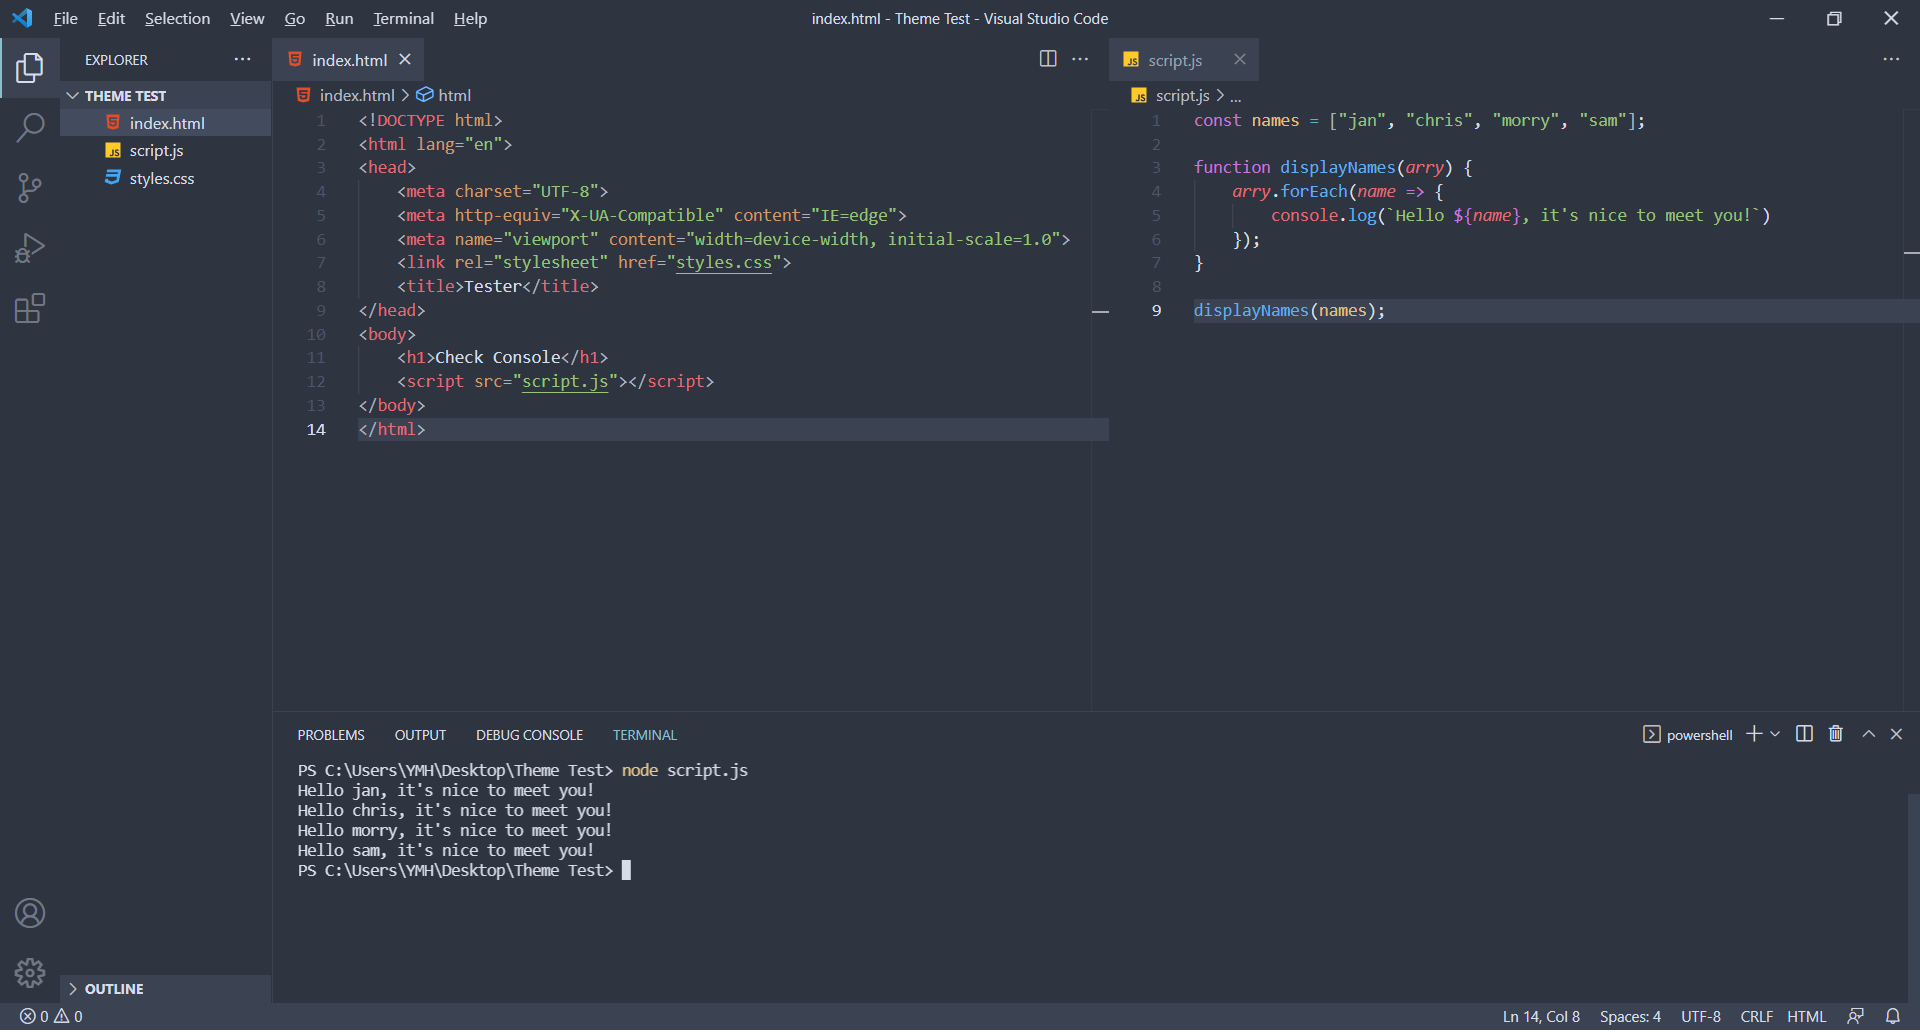 File Edit Selection View Go Run Terminal Help
index.html - Theme Test - Visual Studio Code
EXPLORER
THEME TEST
index.html
script.js
styles.css
OUTLINE
index.html
index.html > html
1 <!DOCTYPE html>
2 <html lang="en">
3 <head>
4     <meta charset="UTF-8">
5     <meta http-equiv="X-UA-Compatible" content="IE=edge">
6     <meta name="viewport" content="width=device-width, initial-scale=1.0">
7     <link rel="stylesheet" href="styles.css">
8     <title>Tester</title>
9 </head>
10 <body>
11     <h1>Check Console</h1>
12     <script src="script.js"></script>
13 </body>
14 </html>
JS script.js
JS script.js > ...
1 const names = ["jan", "chris", "morry", "sam"];
2
3 function displayNames(arry) {
4     arry.forEach(name => {
5         console.log(`Hello ${name}, it's nice to meet you!`)
6     });
7 }
8
9 displayNames(names);
PROBLEMS OUTPUT DEBUG CONSOLE TERMINAL
powershell
PS C:\Users\YMH\Desktop\Theme Test> node script.js
Hello jan, it's nice to meet you!
Hello chris, it's nice to meet you!
Hello morry, it's nice to meet you!
Hello sam, it's nice to meet you!
PS C:\Users\YMH\Desktop\Theme Test>
0 0
Ln 14, Col 8 Spaces: 4 UTF-8 CRLF HTML